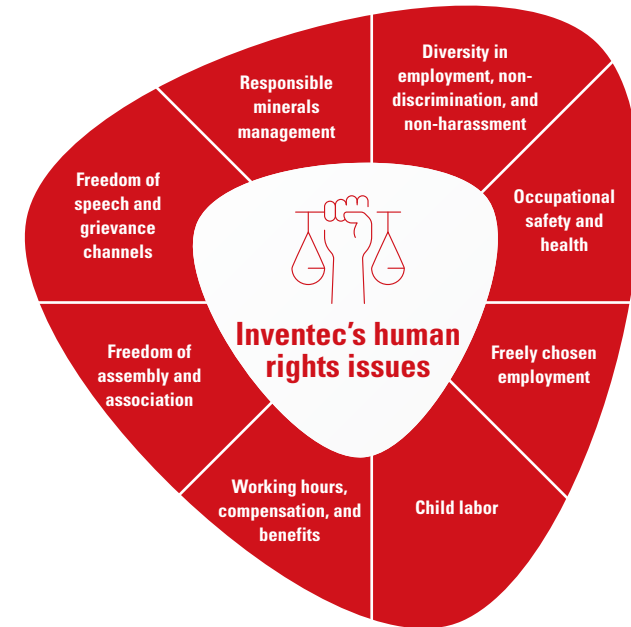 Diversity in
employment, non-
discrimination, and
non-harassment
Occupational
safety and
health
Freely chosen
employment
Child labor
Working hours,
compensation, and
benefits
Freedom of
assembly and
association
Freedom of
speech and
grievance
channels
Responsible
minerals
management
Inventec's human
rights issues